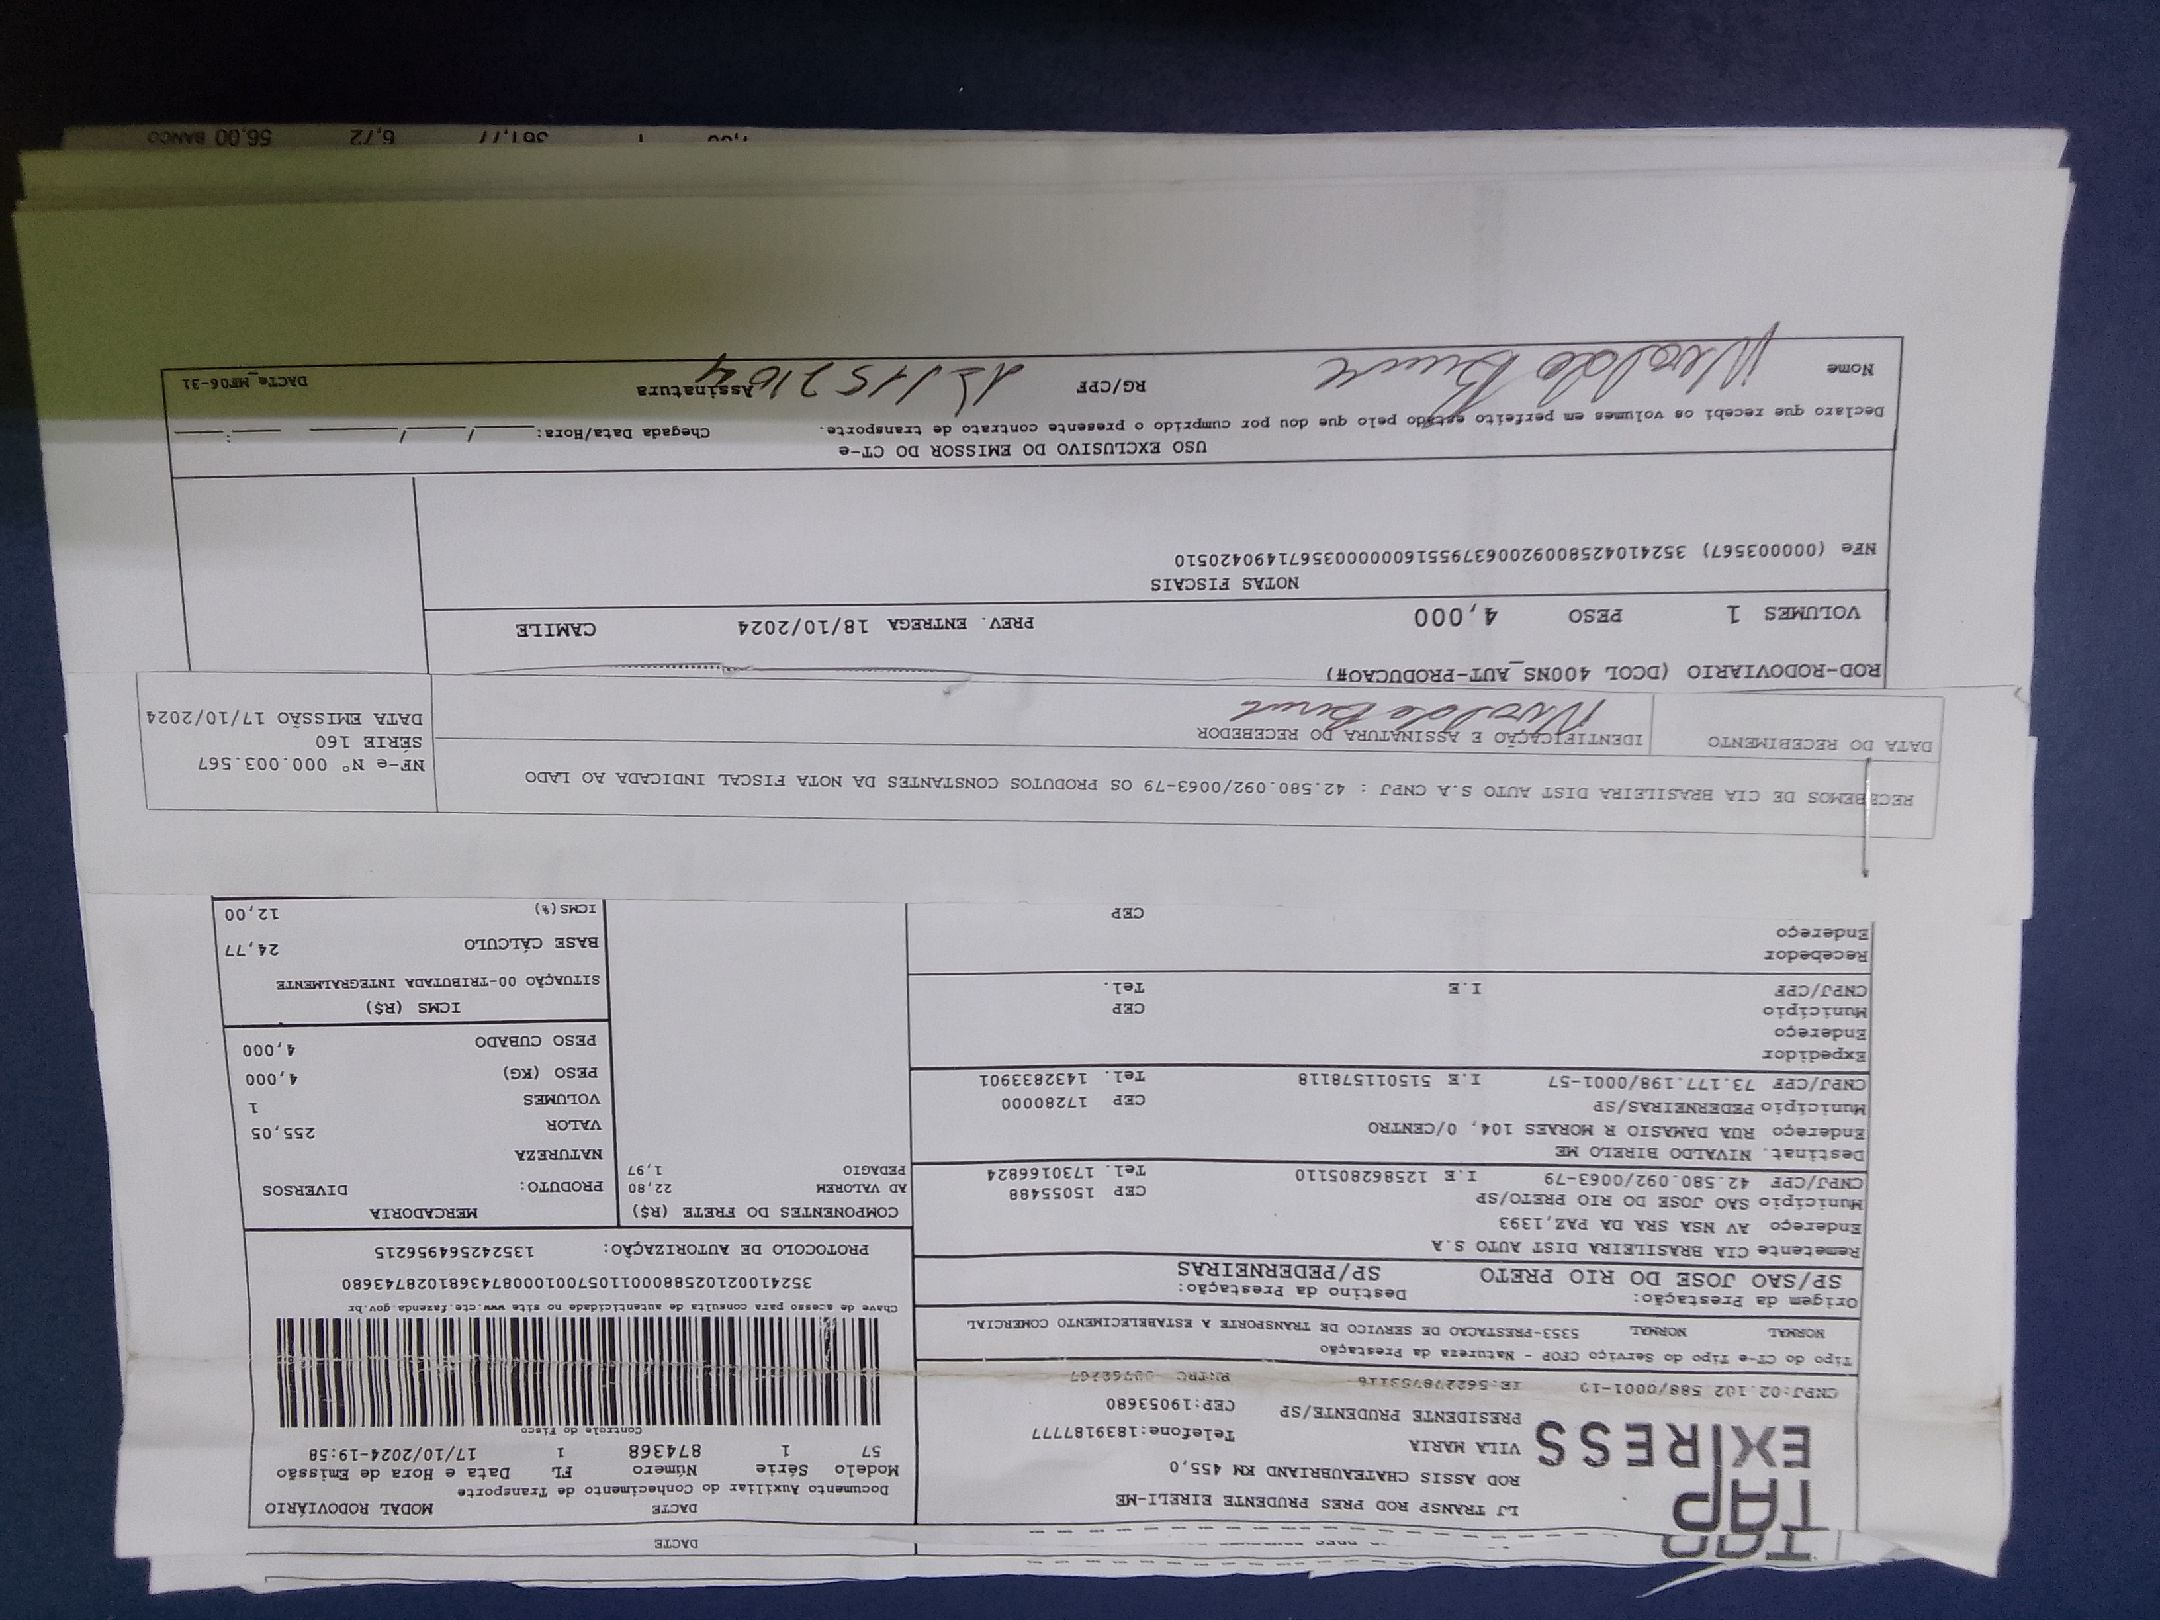 DACTE
TAP
EXPRESS
LJ TRANSP ROD PRES PRUDENTE EIRELI-ME
ROD ASSIS CHATEAUBRIAND KM 455,0
VILA MARIA Telefone:1839187777
PRESIDENTE PRUDENTE/SP CEP:19053680
CNPJ:02.102.588/0001-10
DACTE MODAL RODOVIÁRIO
Documento Auxiliar do Conhecimento de Transporte
Modelo Série Número FL Data e Hora de Emissão
57 1 874368 1 17/10/2024-19:58
Controle do Fisco
Chave de acesso para consulta de autenticidade no site www.cte.fazenda.gov.br
35241002102588000110570010008743681028743680
PROTOCOLO DE AUTORIZAÇÃO: 135242564956215
Tipo do CT-e Tipo do Serviço CFOP - Natureza da Prestação
NORMAL NORMAL 5353-PRESTACAO DE SERVICO DE TRANSPORTE A ESTABELECIMENTO COMERCIAL
Origem da Prestação: Destino da Prestação:
SP/SAO JOSE DO RIO PRETO SP/PEDERNEIRAS
Remetente CIA BRASILEIRA DIST AUTO S.A
Endereço AV NSA SRA DA PAZ,1393
Município SAO JOSE DO RIO PRETO/SP CEP 15055488
CNPJ/CPF 42.580.092/0063-79 I.E 125862805110 Tel. 1730166824
Destinat. NIVALDO BIRELO ME
Endereço RUA DAMASIO R MORAES 104, 0/CENTRO
Município PEDERNEIRAS/SP CEP 17280000
CNPJ/CPF 73.177.198/0001-57 I.E 515011578118 Tel. 1432833901
Expedidor
Endereço
Município CEP
CNPJ/CPF I.E Tel.
Recebedor
Endereço
CEP
COMPONENTES DO FRETE (R$)
AD VALOREM 22,80
PEDAGIO 1,97
MERCADORIA
PRODUTO: DIVERSOS
NATUREZA
VALOR 255,05
VOLUMES 1
PESO (KG) 4,000
PESO CUBADO 4,000
ICMS (R$)
SITUAÇÃO 00-TRIBUTADA INTEGRALMENTE
BASE CÁLCULO 24,77
ICMS(%) 12,00
RECEBEMOS DE CIA BRASILEIRA DIST AUTO S.A CNPJ : 42.580.092/0063-79 OS PRODUTOS CONSTANTES DA NOTA FISCAL INDICADA AO LADO
NF-e Nº 000.003.567
SÉRIE 160
DATA EMISSÃO 17/10/2024
DATA DO RECEBIMENTO IDENTIFICAÇÃO E ASSINATURA DO RECEBEDOR
ROD-RODOVIARIO (DCOL 400NS_AUT-PRODUCAO#)
VOLUMES 1 PESO 4,000 PREV. ENTREGA 18/10/2024 CAMILE
NOTAS FISCAIS
NFe (000003567) 35241042580092006379551600000035671490420510
USO EXCLUSIVO DO EMISSOR DO CT-e
Declaro que recebi os volumes em perfeito estado pelo que dou por cumprido o presente contrato de transporte. Chegada Data/Hora: ___/___/___ ___:___
Nome RG/CPF Assinatura DACTe_MF06-31
6,72 56,00 BANCO